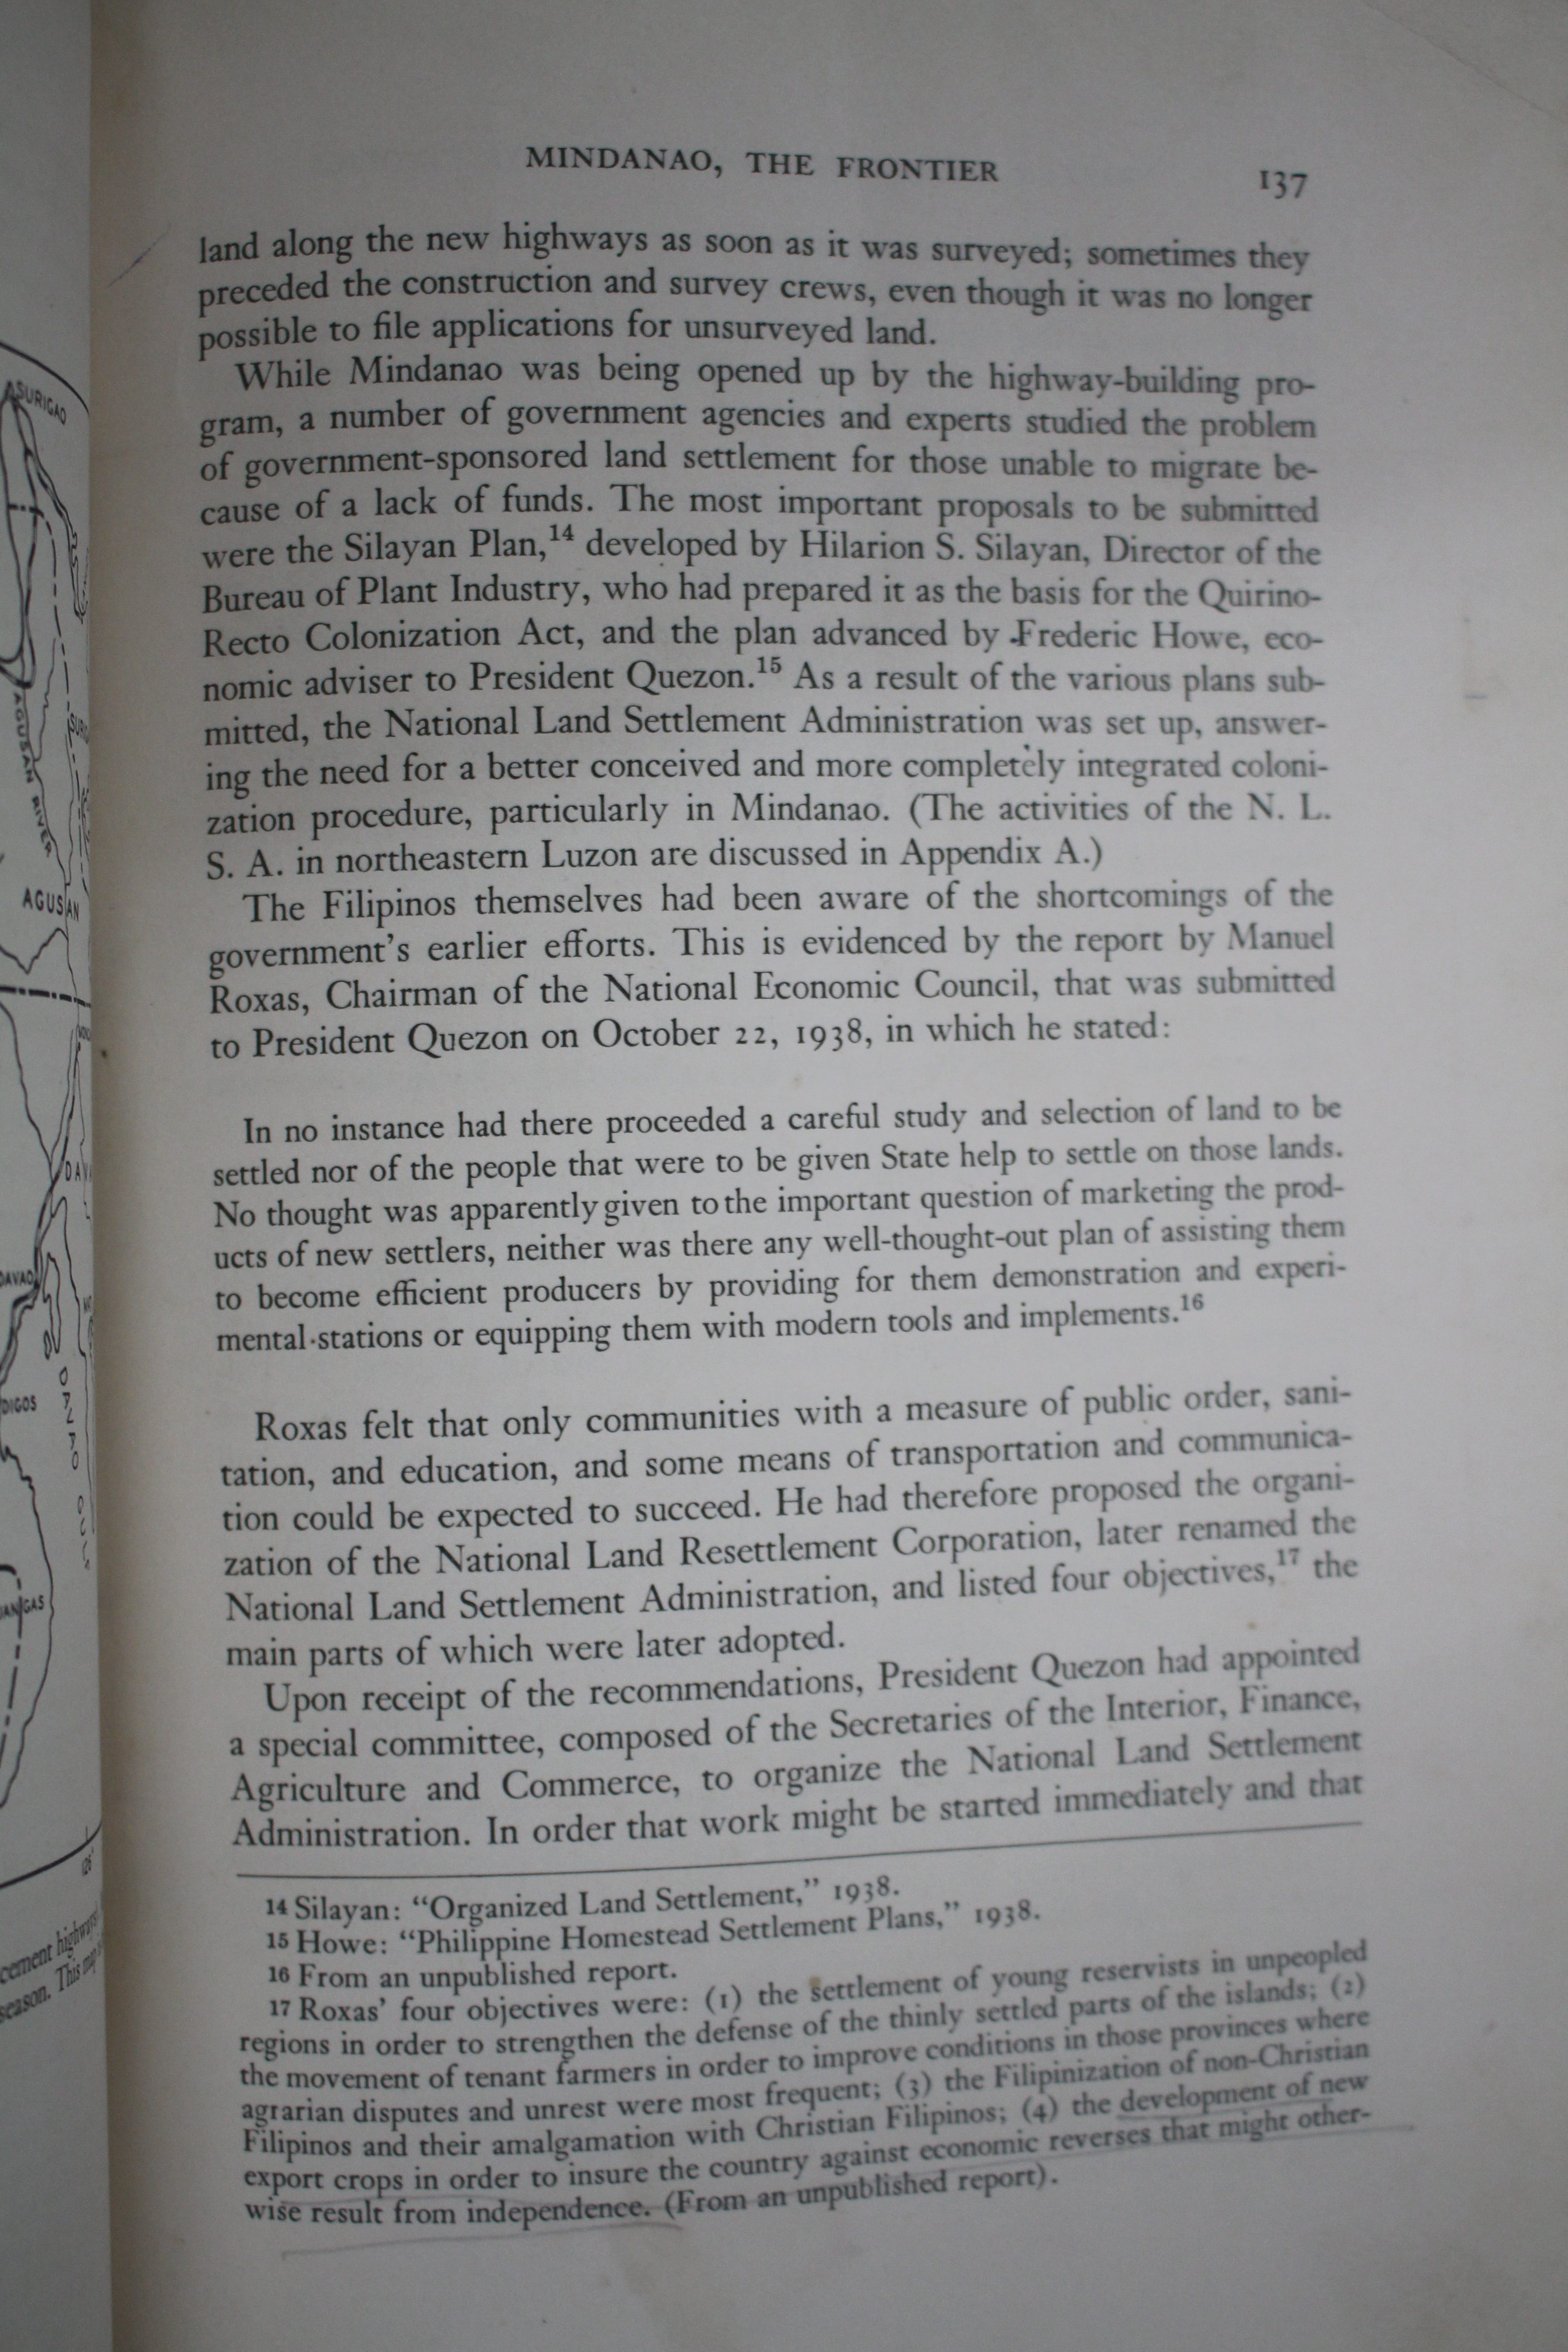 MINDANAO, THE FRONTIER
137
land along the new highways as soon as it was surveyed; sometimes they
preceded the construction and survey crews, even though it was no longer
possible to file applications for unsurveyed land.
While Mindanao was being opened up by the highway-building pro-
gram, a number of government agencies and experts studied the problem
of government-sponsored land settlement for those unable to migrate be-
cause of a lack of funds. The most important proposals to be submitted
were the Silayan Plan,14 developed by Hilarion S. Silayan, Director of the
Bureau of Plant Industry, who had prepared it as the basis for the Quirino-
Recto Colonization Act, and the plan advanced by Frederic Howe, eco-
nomic adviser to President Quezon.15 As a result of the various plans sub-
mitted, the National Land Settlement Administration was set up, answer-
ing the need for a better conceived and more completely integrated coloni-
zation procedure, particularly in Mindanao. (The activities of the N. L.
S. A. in northeastern Luzon are discussed in Appendix A.)
The Filipinos themselves had been aware of the shortcomings of the
government's earlier efforts. This is evidenced by the report by Manuel
Roxas, Chairman of the National Economic Council, that was submitted
to President Quezon on October 22, 1938, in which he stated:
In no instance had there proceeded a careful study and selection of land to be
settled nor of the people that were to be given State help to settle on those lands.
No thought was apparently given to the important question of marketing the prod-
ucts of new settlers, neither was there any well-thought-out plan of assisting them
to become efficient producers by providing for them demonstration and experi-
mental stations or equipping them with modern tools and implements.16
Roxas felt that only communities with a measure of public order, sani-
tation, and education, and some means of transportation and communica-
tion could be expected to succeed. He had therefore proposed the organi-
zation of the National Land Resettlement Corporation, later renamed the
National Land Settlement Administration, and listed four objectives,17 the
main parts of which were later adopted.
Upon receipt of the recommendations, President Quezon had appointed
a special committee, composed of the Secretaries of the Interior, Finance,
Agriculture and Commerce, to organize the National Land Settlement
Administration. In order that work might be started immediately and that
14 Silayan: "Organized Land Settlement," 1938.
15 Howe: "Philippine Homestead Settlement Plans," 1938.
16 From an unpublished report.
17 Roxas' four objectives were: (1) the settlement of young reservists in unpeopled
regions in order to strengthen the defense of the thinly settled parts of the islands; (2)
the movement of tenant farmers in order to improve conditions in those provinces where
agrarian disputes and unrest were most frequent; (3) the Filipinization of non-Christian
Filipinos and their amalgamation with Christian Filipinos; (4) the development of new
export crops in order to insure the country against economic reverses that might other-
wise result from independence. (From an unpublished report).
SURIGAO
AGUSAN RIVER
AGUSAN
DAVAO
DIGOS
cement highways
season. This map